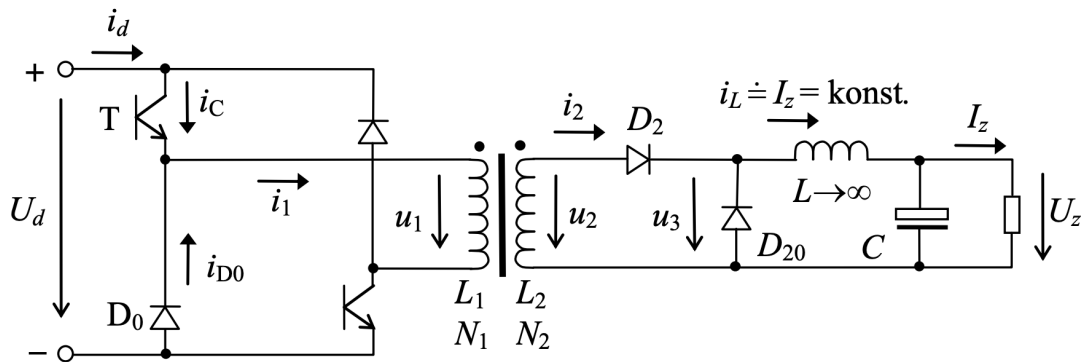 i_d
+
T
i_C
i_2
D_2
i_L ≐ I_z = konst.
I_z
U_d
i_1
u_1
u_2
u_3
L→∞
U_z
i_D0
D_20
C
D_0
L_1
L_2
N_1
N_2
−